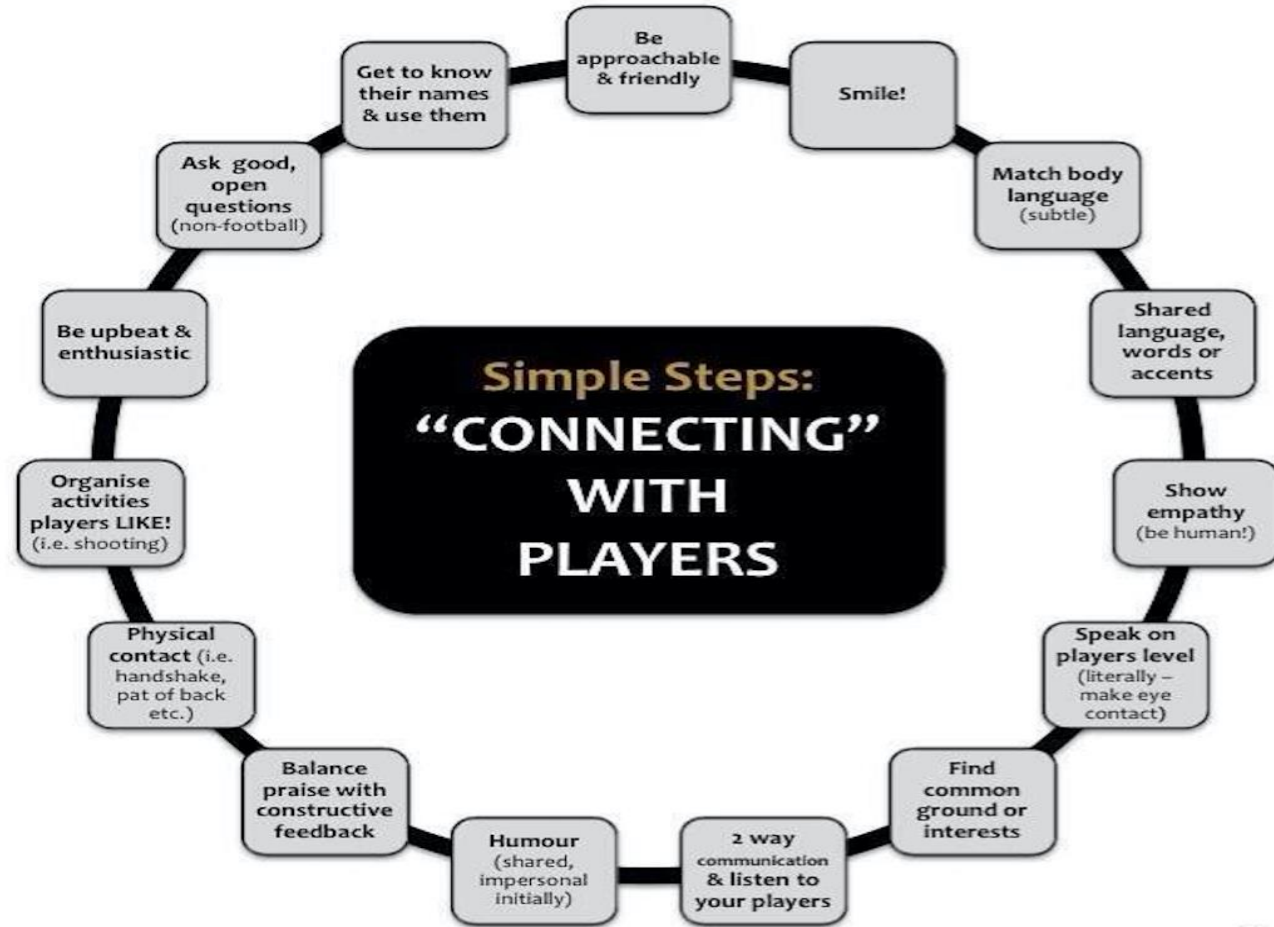 Be
approachable
& friendly
Smile!
Match body
language
(subtle)
Shared
language,
words or
accents
Show
empathy
(be human!)
Speak on
players level
(literally –
make eye
contact)
Find
common
ground or
interests
2 way
communication
& listen to
your players
Humour
(shared,
impersonal
initially)
Balance
praise with
constructive
feedback
Physical
contact (i.e.
handshake,
pat of back
etc.)
Organise
activities
players LIKE!
(i.e. shooting)
Be upbeat &
enthusiastic
Ask good,
open
questions
(non-football)
Get to know
their names
& use them
Simple Steps:
“CONNECTING”
WITH
PLAYERS